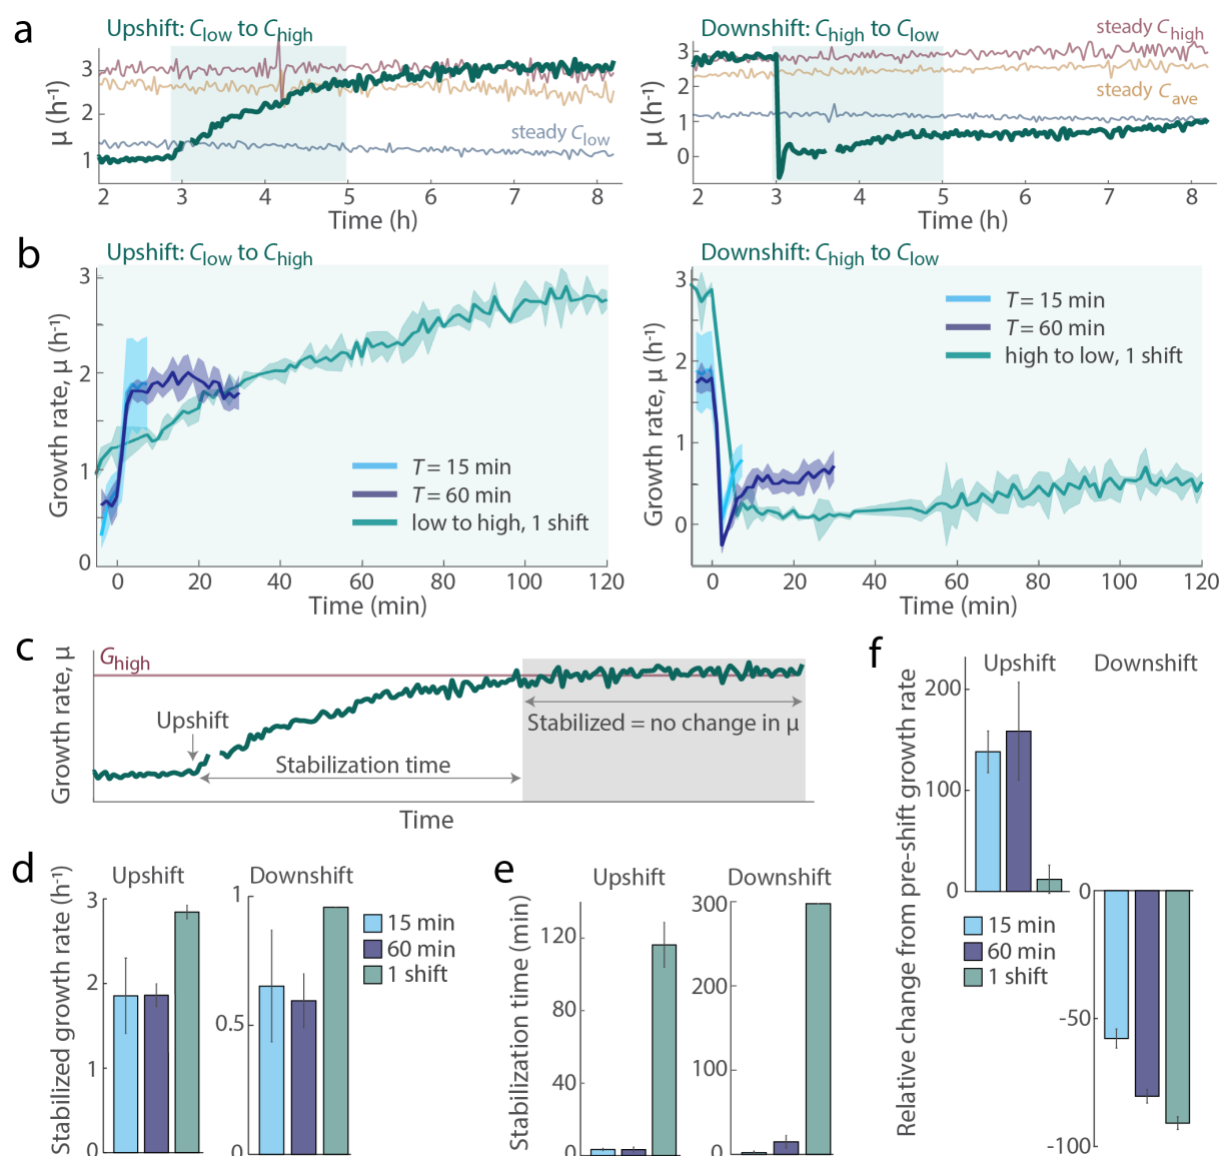 a
Upshift: Clow to Chigh
μ (h⁻¹)
3
2
1
steady Clow
2 3 4 5 6 7 8
Time (h)
Downshift: Chigh to Clow
μ (h⁻¹)
3
2
1
0
steady Chigh
steady Cave
2 3 4 5 6 7 8
Time (h)
b
Upshift: Clow to Chigh
Growth rate, μ (h⁻¹)
3
2
1
0
0
T = 15 min
T = 60 min
low to high, 1 shift
0 20 40 60 80 100 120
Time (min)
Downshift: Chigh to Clow
Growth rate, μ (h⁻¹)
3
2
1
0
T = 15 min
T = 60 min
high to low, 1 shift
0 20 40 60 80 100 120
Time (min)
c
Growth rate, μ
Ghigh
Upshift
Stabilization time
Stabilized = no change in μ
Time
d
Stabilized growth rate (h⁻¹)
Upshift
3
2
1
0
Downshift
1
0.5
0
15 min
60 min
1 shift
e
Stabilization time (min)
Upshift
120
80
40
0
Downshift
300
200
100
0
f
Relative change from pre-shift growth rate
Upshift
200
100
0
Downshift
0
-50
-100
15 min
60 min
1 shift